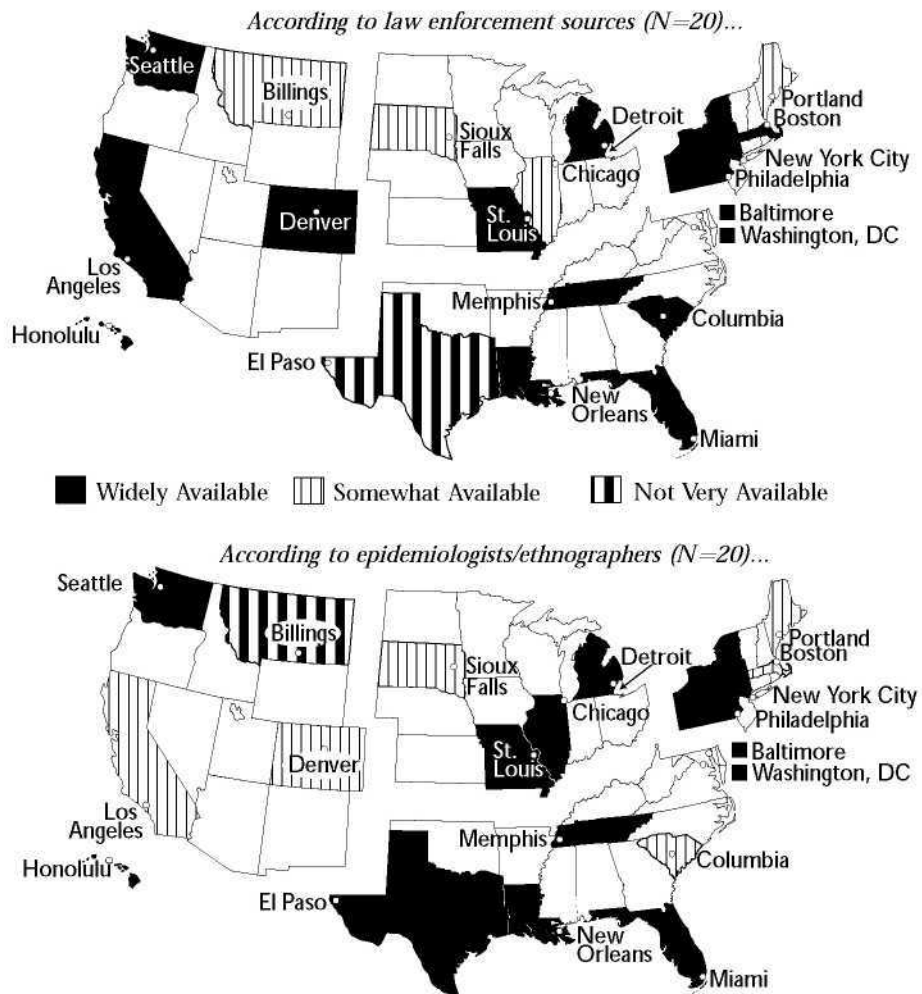 According to law enforcement sources (N=20)...
Seattle
Billings
Sioux
Falls
Detroit
Portland
Boston
Chicago
New York City
Philadelphia
Denver
St.
Louis
Baltimore
Washington, DC
Los
Angeles
Memphis
Columbia
Honolulu
El Paso
New
Orleans
Miami
Widely Available
Somewhat Available
Not Very Available
According to epidemiologists/ethnographers (N=20)...
Seattle
Billings
Sioux
Falls
Detroit
Portland
Boston
Chicago
New York City
Philadelphia
Denver
St.
Louis
Baltimore
Washington, DC
Los
Angeles
Memphis
Columbia
Honolulu
El Paso
New
Orleans
Miami